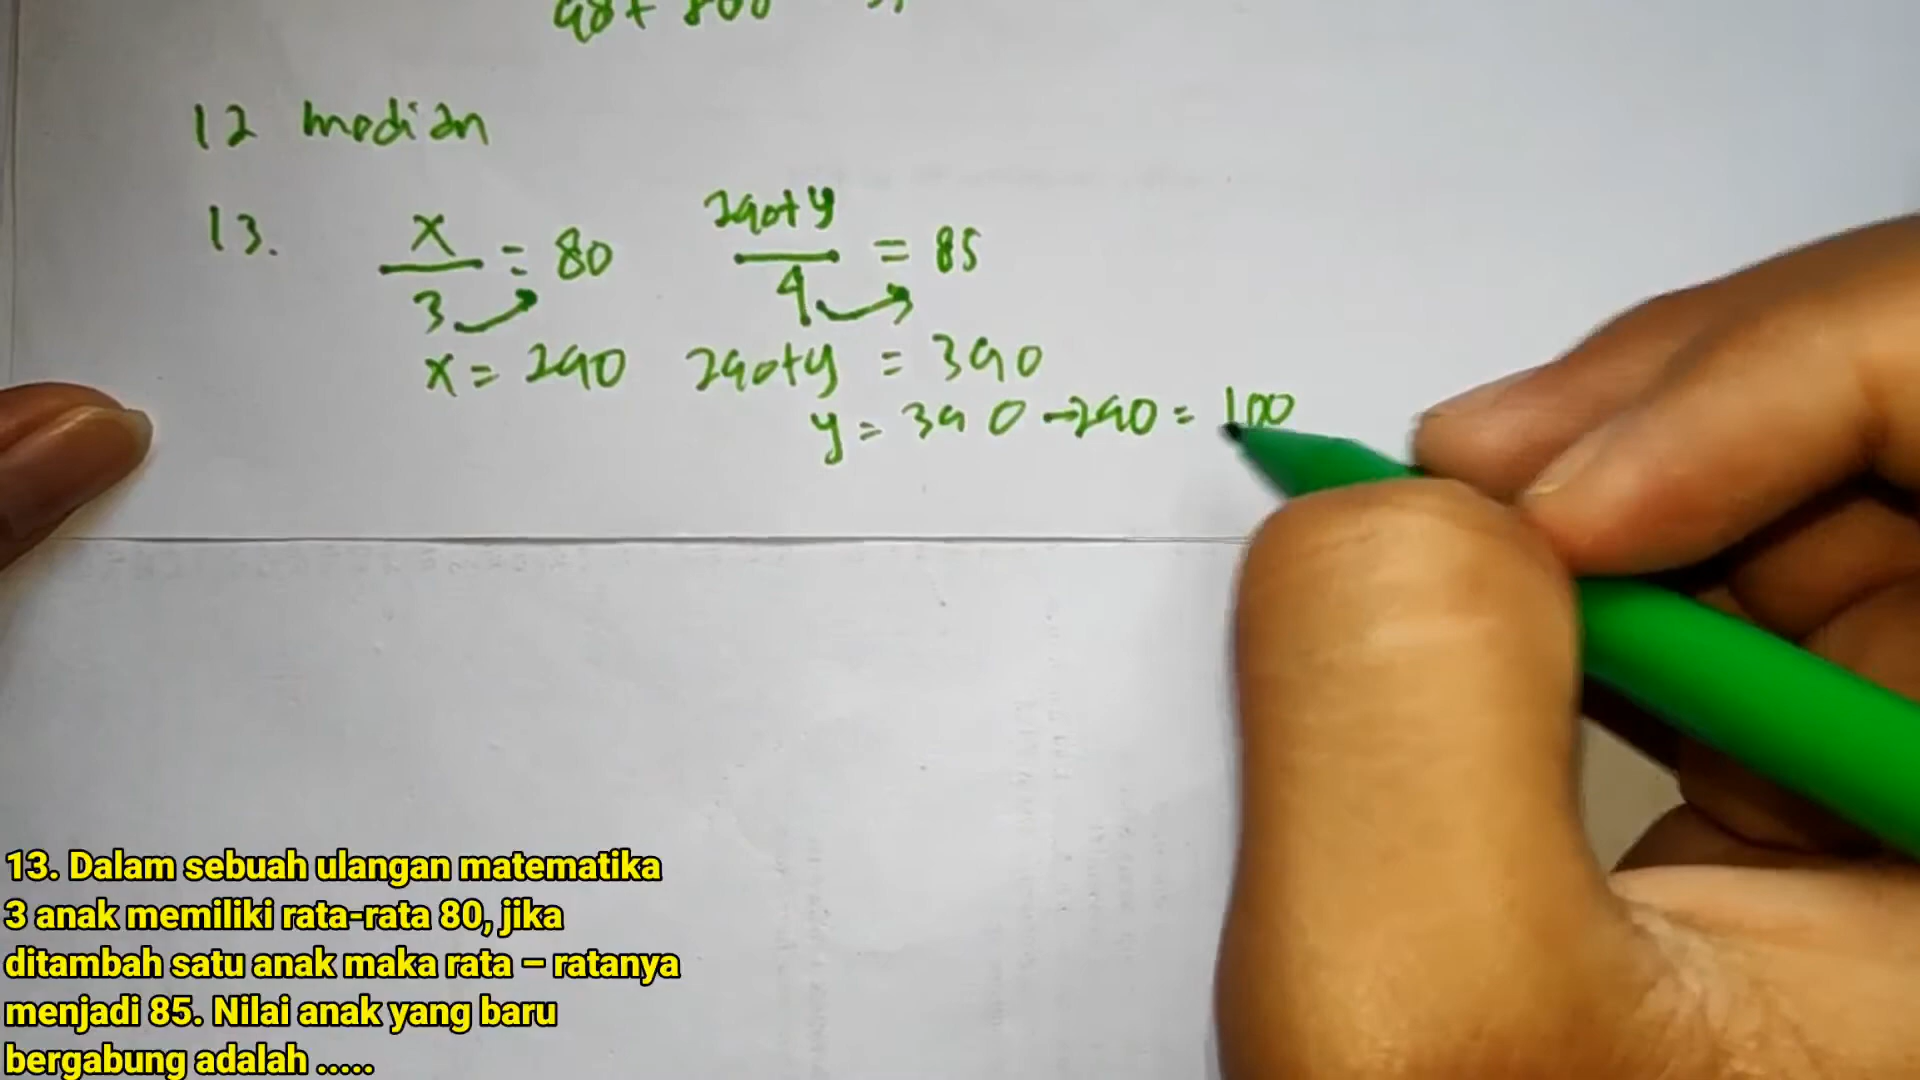 12 median
13. x/3 = 80 240+y/4 = 85
x = 240 240+y = 340
y = 340 - 240 = 100
13. Dalam sebuah ulangan matematika
3 anak memiliki rata-rata 80, jika
ditambah satu anak maka rata – ratanya
menjadi 85. Nilai anak yang baru
bergabung adalah .....